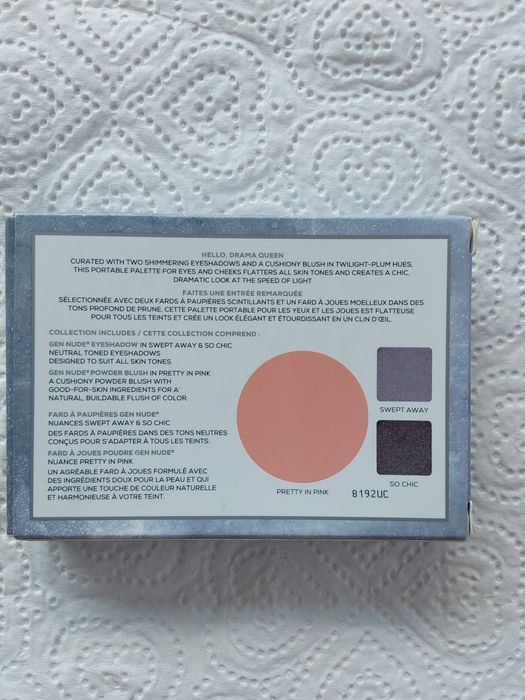 HELLO, DRAMA QUEEN
CURATED WITH TWO SHIMMERING EYESHADOWS AND A CUSHIONY BLUSH IN TWILIGHT-PLUM HUES,
THIS PORTABLE PALETTE FOR EYES AND CHEEKS FLATTERS ALL SKIN TONES AND CREATES A CHIC,
DRAMATIC LOOK AT THE SPEED OF LIGHT
FAITES UNE ENTRÉE REMARQUÉE
SÉLECTIONNÉE AVEC DEUX FARDS À PAUPIÈRES SCINTILLANTS ET UN FARD À JOUES MOELLEUX DANS DES
TONS PROFOND DE PRUNE, CETTE PALETTE PORTABLE POUR LES YEUX ET LES JOUES EST FLATTEUSE
POUR TOUS LES TEINTS ET CRÉE UN LOOK ÉLÉGANT ET ÉTOURDISSANT EN UN CLIN D'ŒIL.
COLLECTION INCLUDES / CETTE COLLECTION COMPREND :
GEN NUDE® EYESHADOW IN SWEPT AWAY & SO CHIC
NEUTRAL TONED EYESHADOWS
DESIGNED TO SUIT ALL SKIN TONES.
GEN NUDE® POWDER BLUSH IN PRETTY IN PINK
A CUSHIONY POWDER BLUSH WITH
GOOD-FOR-SKIN INGREDIENTS FOR A
NATURAL, BUILDABLE FLUSH OF COLOR.
FARD À PAUPIÈRES GEN NUDE®
NUANCES SWEPT AWAY & SO CHIC
DES FARDS À PAUPIÈRES DANS DES TONS NEUTRES
CONÇUS POUR S'ADAPTER À TOUS LES TEINTS.
FARD À JOUES POUDRE GEN NUDE®
NUANCE PRETTY IN PINK
UN AGRÉABLE FARD À JOUES FORMULÉ AVEC
DES INGRÉDIENTS DOUX POUR LA PEAU ET QUI
APPORTE UNE TOUCHE DE COULEUR NATURELLE
ET HARMONIEUSE À VOTRE TEINT.
SWEPT AWAY
SO CHIC
PRETTY IN PINK
8192UC